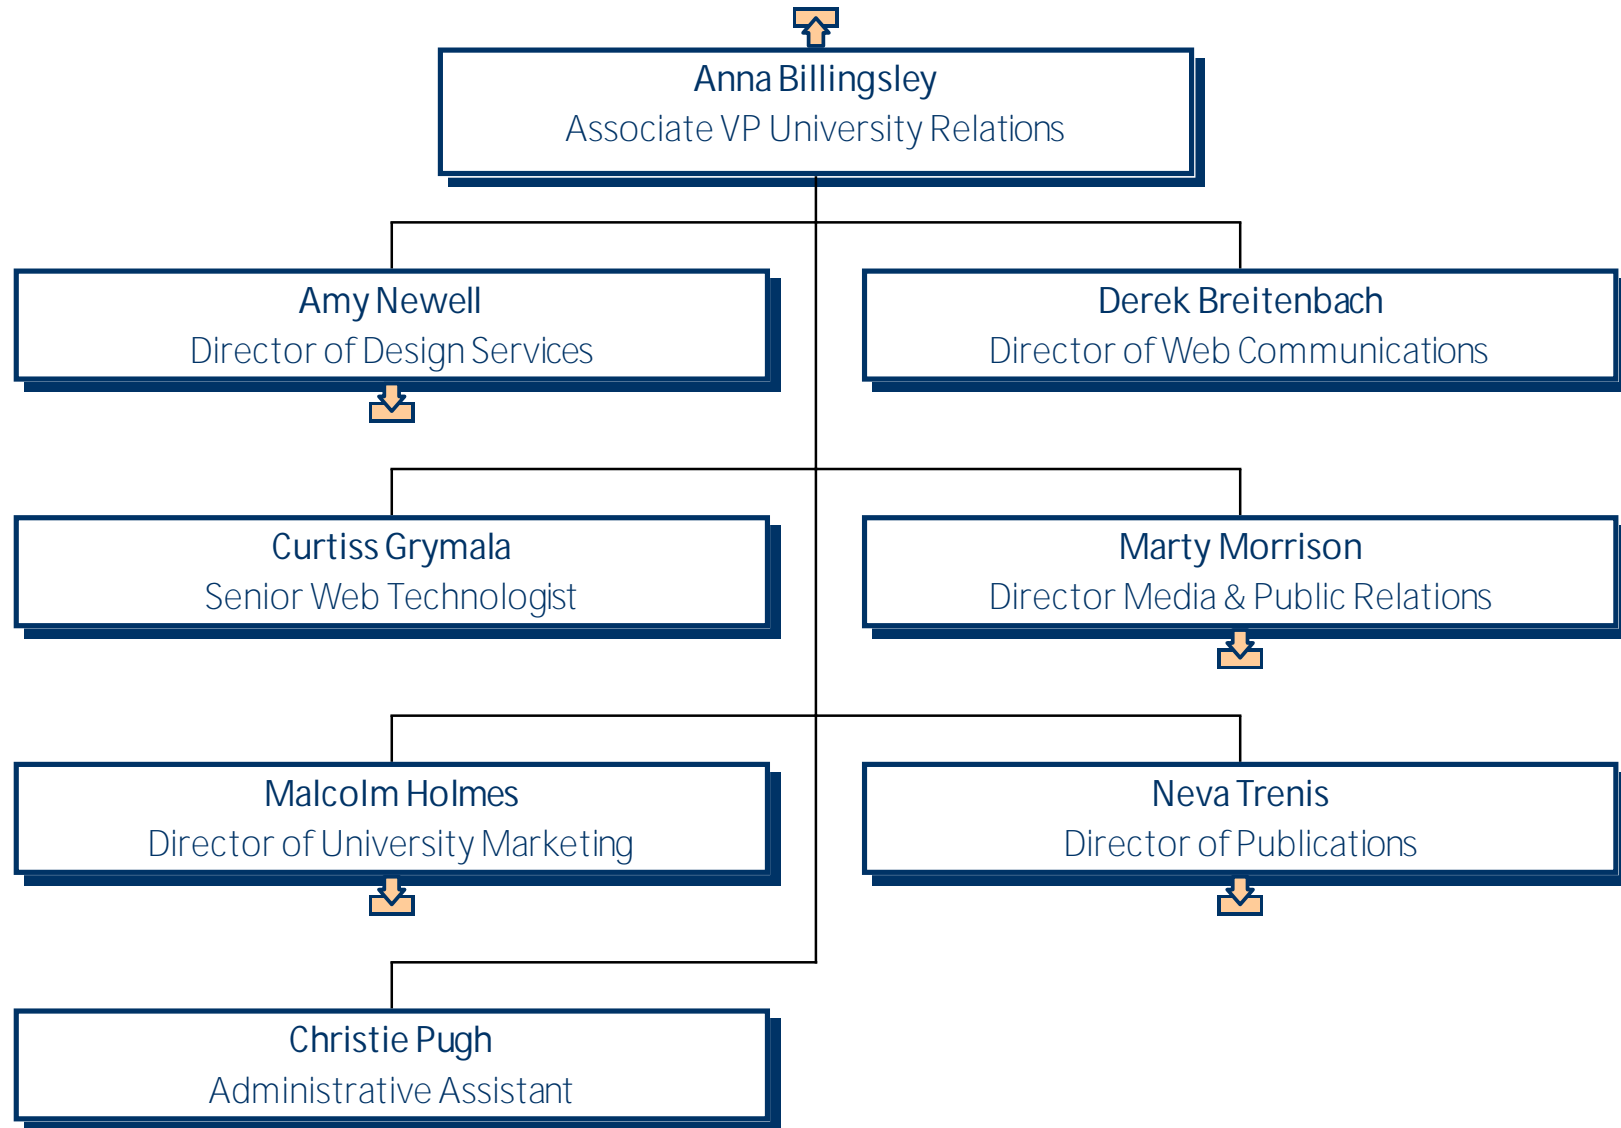 Anna Billingsley
Associate VP University Relations
Amy Newell
Director of Design Services
Derek Breitenbach
Director of Web Communications
Curtiss Grymala
Senior Web Technologist
Marty Morrison
Director Media & Public Relations
Malcolm Holmes
Director of University Marketing
Neva Trenis
Director of Publications
Christie Pugh
Administrative Assistant